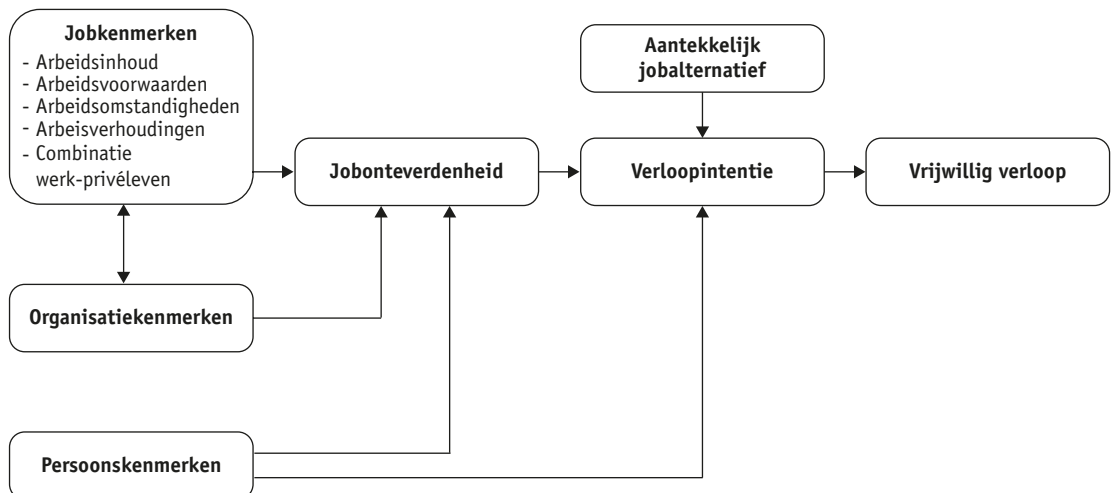 Jobkenmerken
- Arbeidsinhoud
- Arbeidsvoorwaarden
- Arbeidsomstandigheden
- Arbeisverhoudingen
- Combinatie
werk-privéleven
Aantekkelijk
jobalternatief
Jobonteverdenheid
Verloopintentie
Vrijwillig verloop
Organisatiekenmerken
Persoonskenmerken